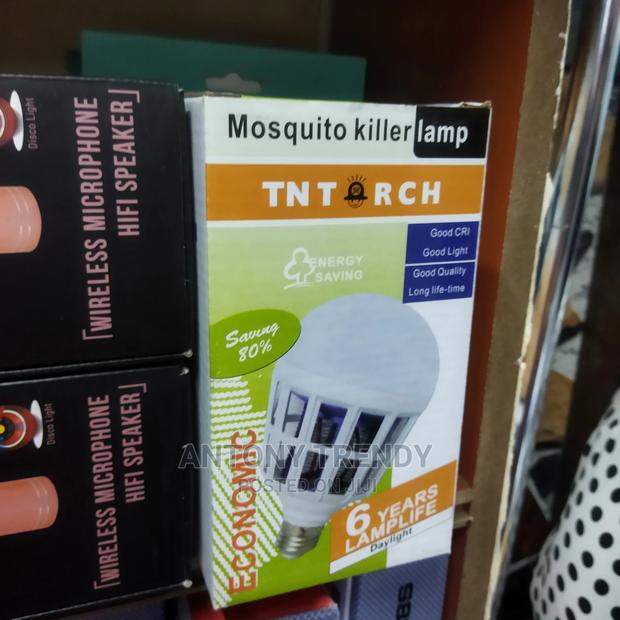 Mosquito killer lamp
TNTORCH
Good CRI
Good Light
Good Quality
Long life-time
ENERGY
SAVING
Saving
80%
ECONOMIC
6 YEARS
LAMPLIFE
Daylight
ANTONY TRENDY
POSTED ON JIJI
Disco Light
「WIRELESS MICROPHONE
HIFI SPEAKER」
Disco Light
「WIRELESS MICROPHONE
HIFI SPEAKER」